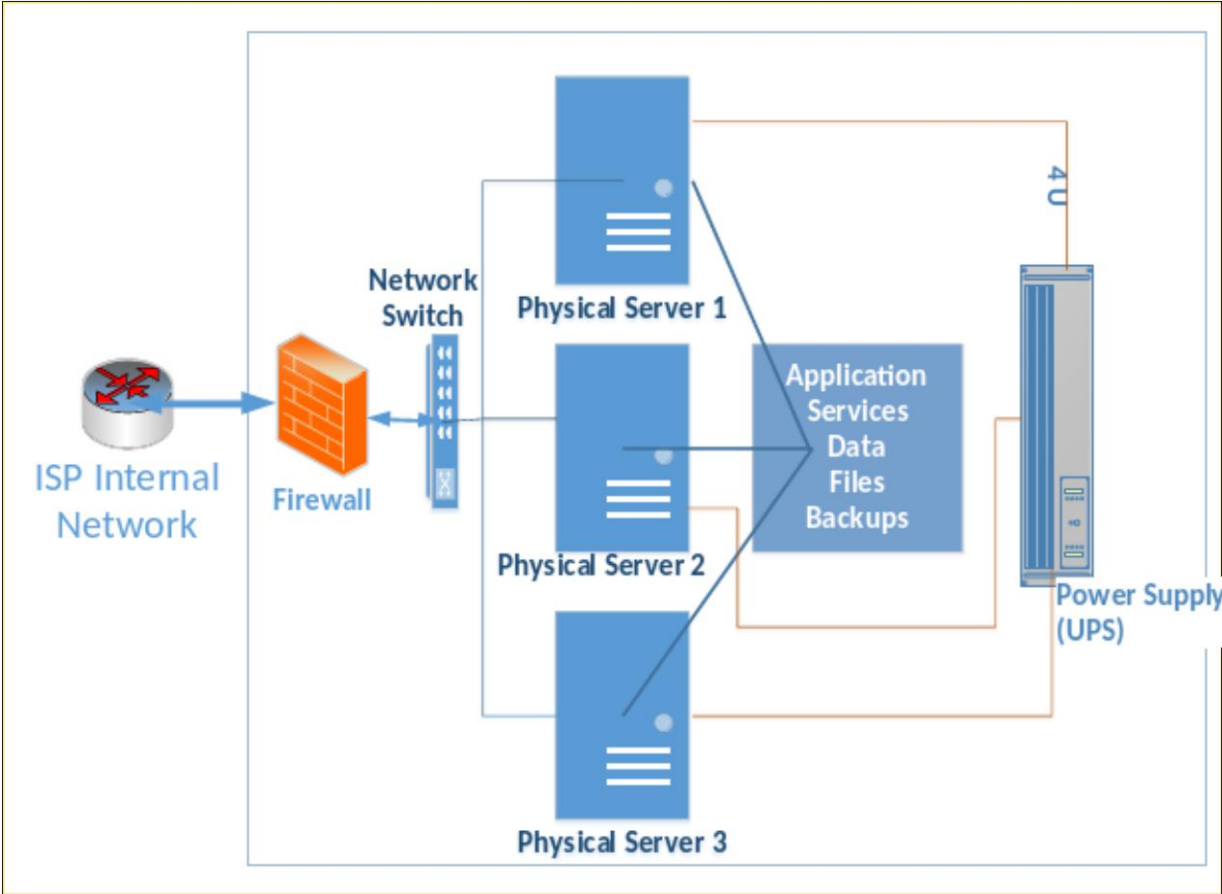 4 U
Network
Switch
Physical Server 1
Application
Services
Data
Files
Backups
ISP Internal
Network
Firewall
Physical Server 2
Power Supply
(UPS)
Physical Server 3